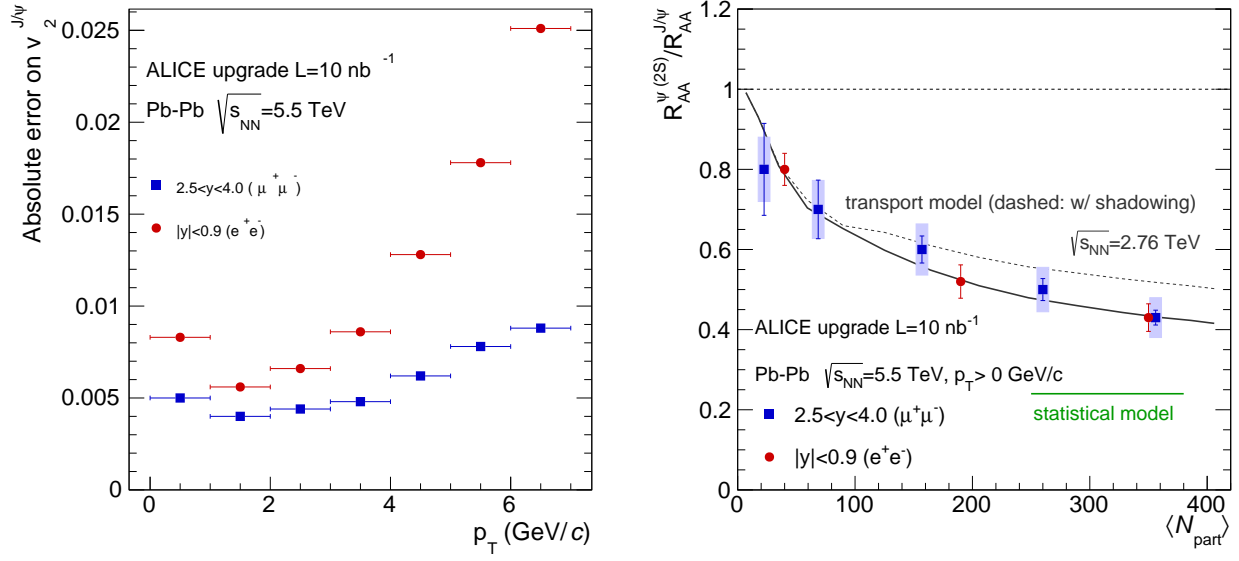 Absolute error on v 2 J/ψ
0.025
0.02
0.015
0.01
0.005
0
ALICE upgrade L=10 nb -1
Pb-Pb √sNN=5.5 TeV
2.5<y<4.0 ( μ+μ-)
|y|<0.9 (e+e-)
0 2 4 6
pT (GeV/c)
RAA ψ (2S)/RAA J/ψ
1.2
1
0.8
0.6
0.4
0.2
0
transport model (dashed: w/ shadowing)
√sNN=2.76 TeV
ALICE upgrade L=10 nb-1
Pb-Pb √sNN=5.5 TeV, pT> 0 GeV/c
2.5<y<4.0 (μ+μ-)
statistical model
|y|<0.9 (e+e-)
0 100 200 300 400
⟨Npart⟩